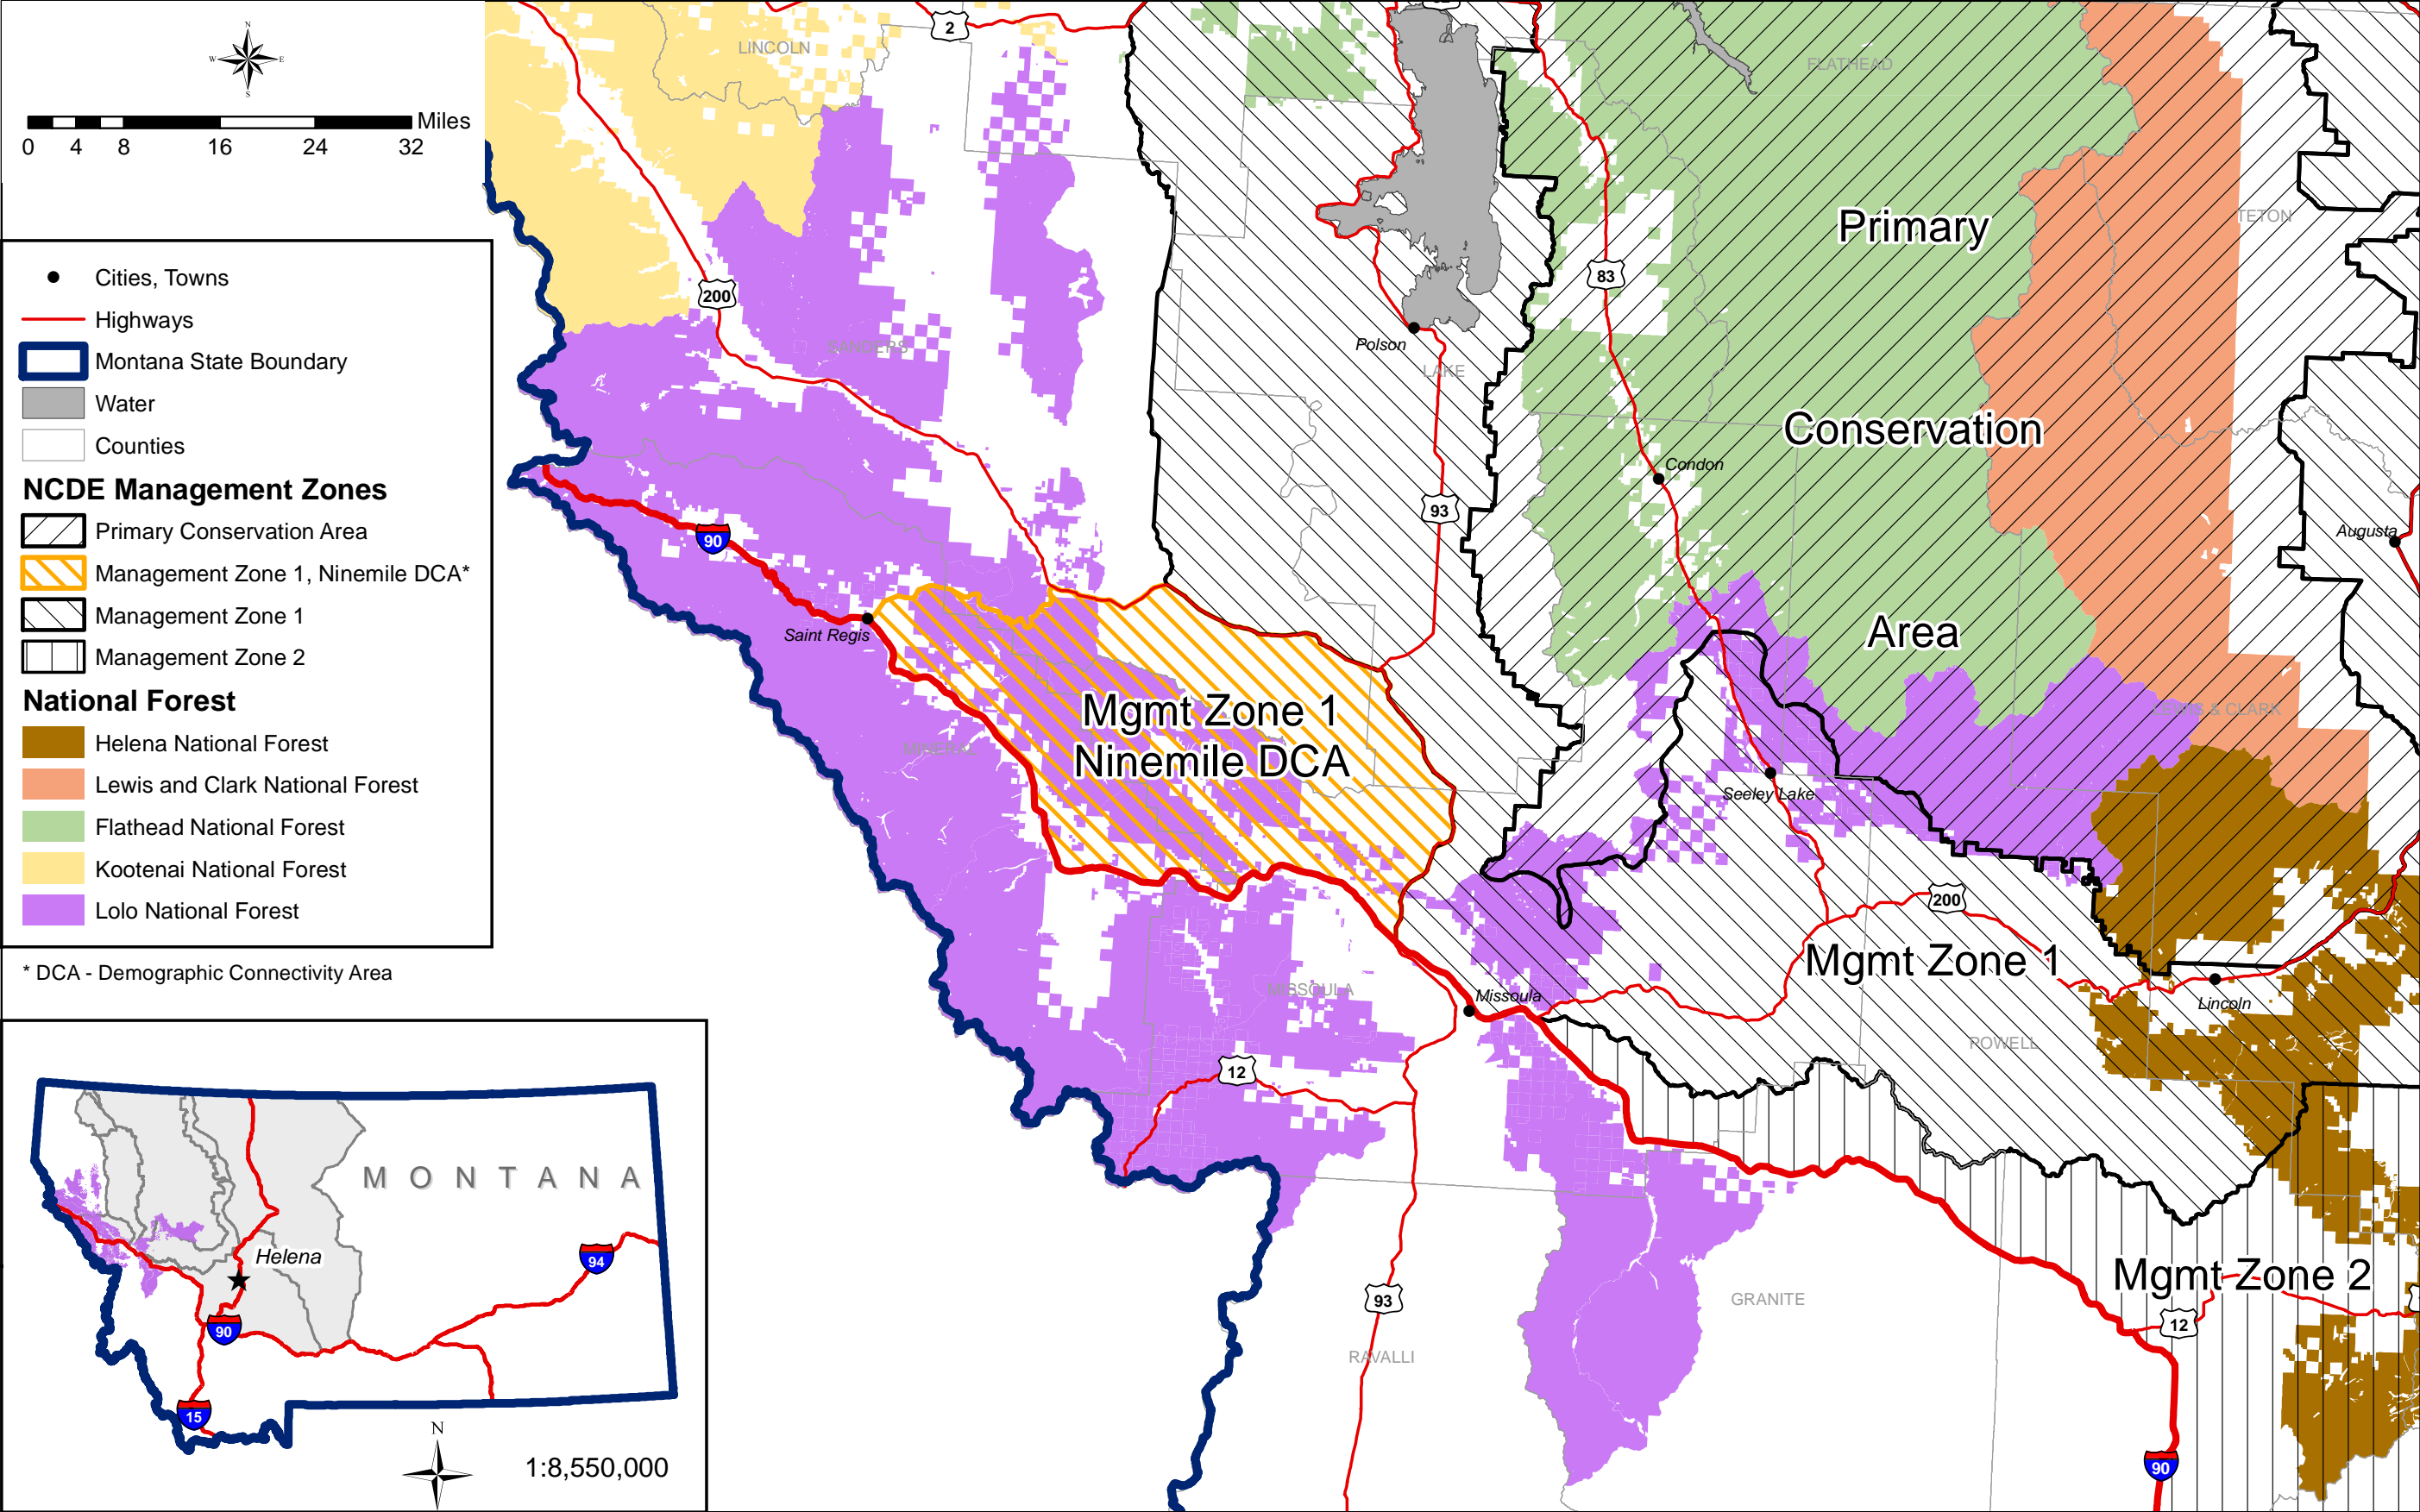 N
W
E
S
Miles
0 4 8 16 24 32
Cities, Towns
Highways
Montana State Boundary
Water
Counties
NCDE Management Zones
Primary Conservation Area
Management Zone 1, Ninemile DCA*
Management Zone 1
Management Zone 2
National Forest
Helena National Forest
Lewis and Clark National Forest
Flathead National Forest
Kootenai National Forest
Lolo National Forest
* DCA - Demographic Connectivity Area
MONTANA
Helena
94
90
15
N
1:8,550,000
LINCOLN
2
FLATHEAD
Primary
TETON
83
200
SANDERS
Polson
LAKE
Conservation
Condon
93
Augusta
90
Saint Regis
Area
Mgmt Zone 1
Ninemile DCA
LEWIS & CLARK
MINERAL
Seeley Lake
200
Mgmt Zone 1
MISSOULA
Missoula
Lincoln
POWELL
12
Mgmt Zone 2
93
GRANITE
12
RAVALLI
90